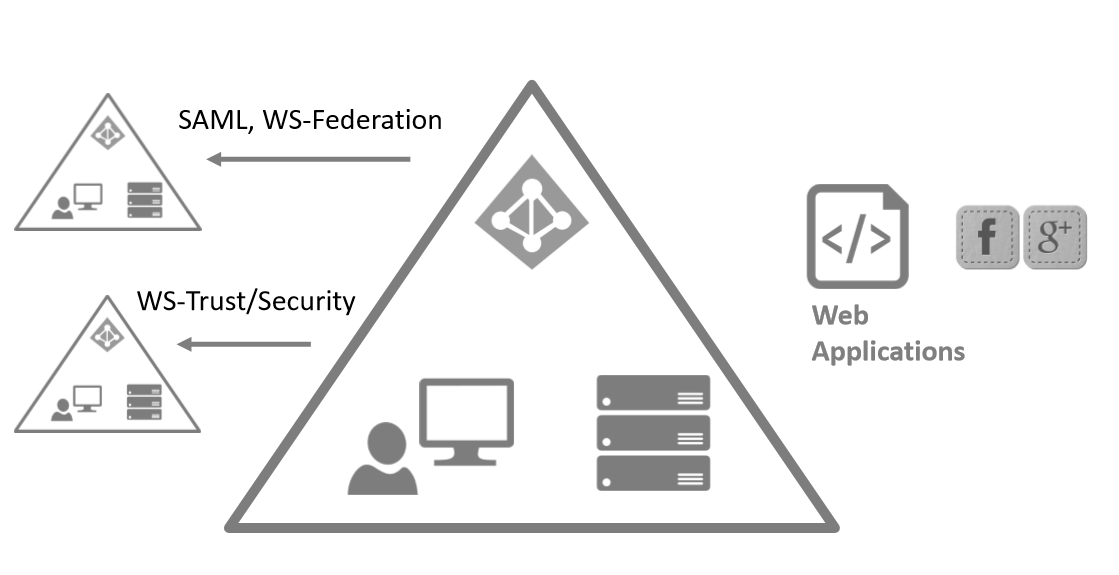 SAML, WS-Federation
WS-Trust/Security
</>
f
g+
Web
Applications